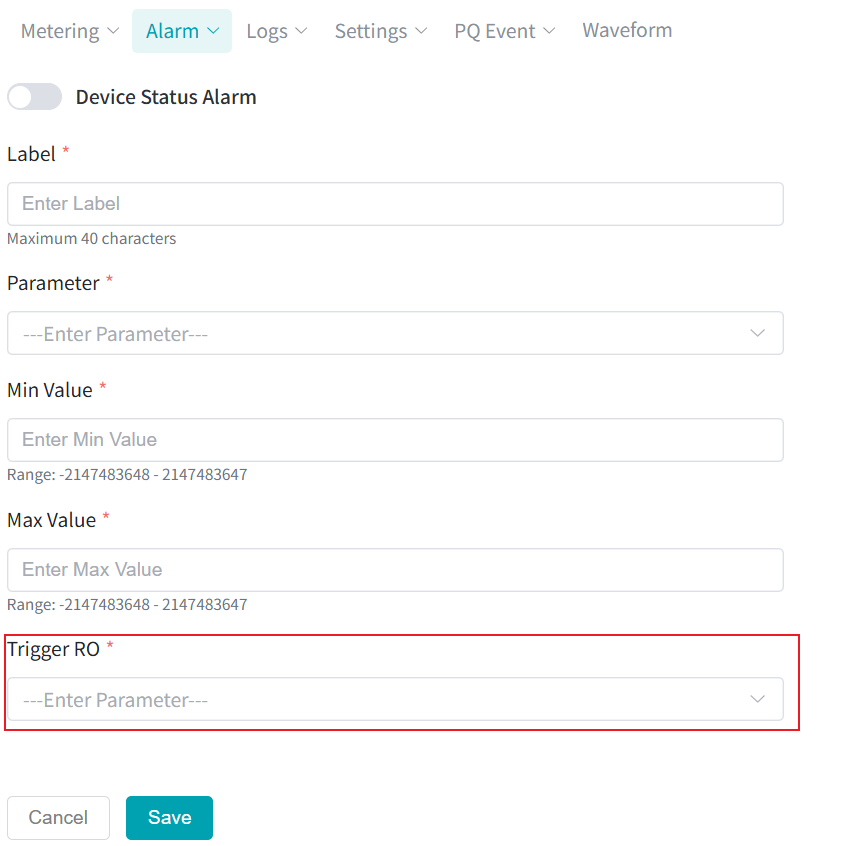 Metering Alarm Logs Settings PQ Event Waveform
Device Status Alarm
Label *
Enter Label
Maximum 40 characters
Parameter *
---Enter Parameter---
Min Value *
Enter Min Value
Range: -2147483648 - 2147483647
Max Value *
Enter Max Value
Range: -2147483648 - 2147483647
Trigger RO *
---Enter Parameter---
Cancel Save